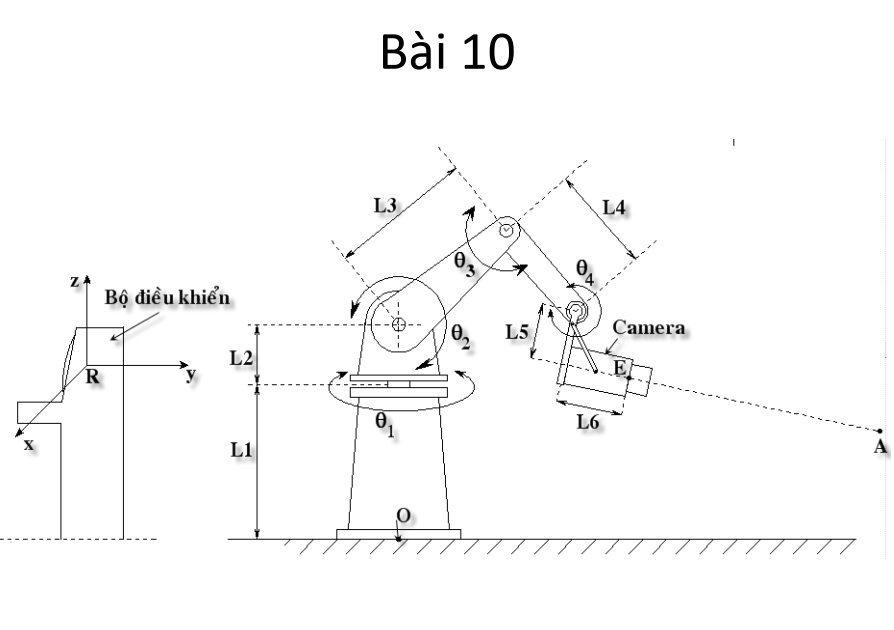 Bài 10
L3
L4
θ3
θ4
z
Bộ điều khiển
L5
Camera
θ2
L2
R
y
E
θ1
L6
x
L1
A
O